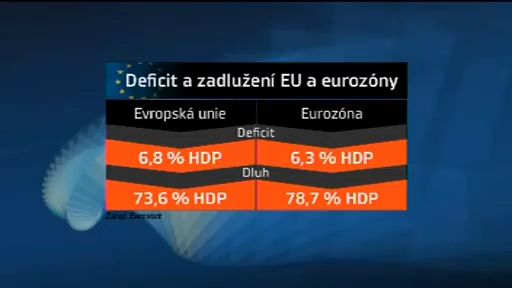 Deficit a zadlužení EU a eurozóny
Evropská unie Eurozóna
Deficit
6,8 % HDP 6,3 % HDP
Dluh
73,6 % HDP 78,7 % HDP
Zdroj: Eurostat